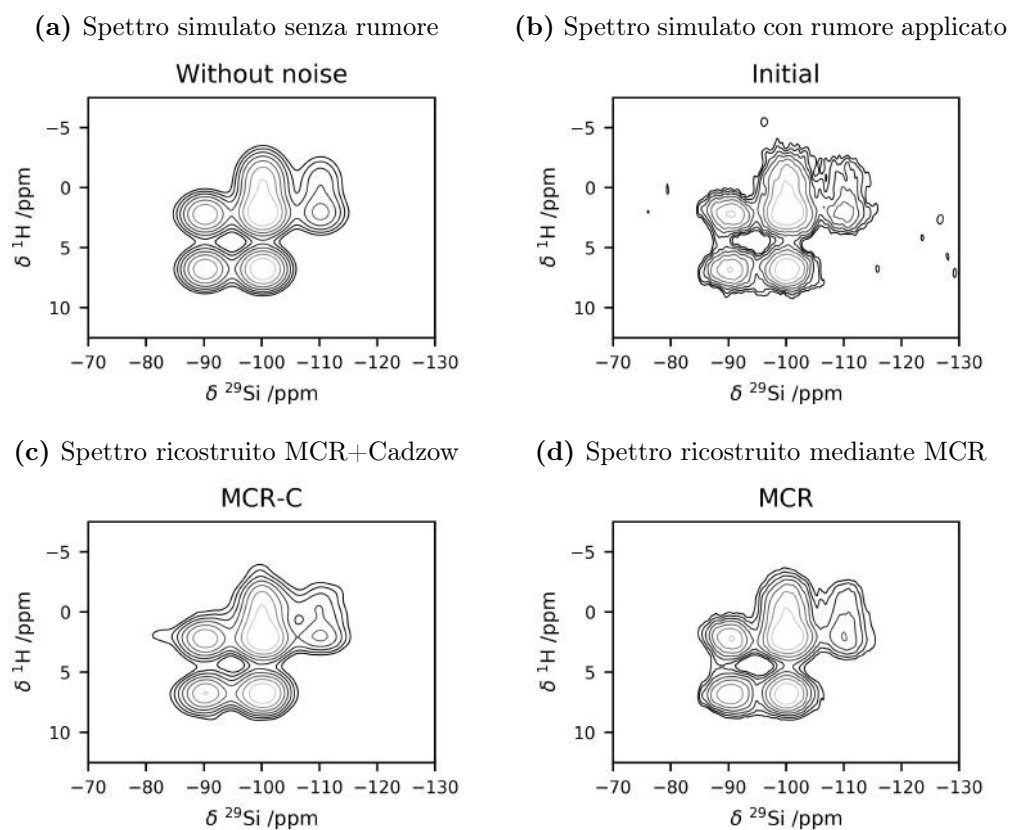 (a) Spettro simulato senza rumore
Without noise
δ ¹H /ppm
−5
0
5
10
−70 −80 −90 −100 −110 −120 −130
δ ²⁹Si /ppm
(b) Spettro simulato con rumore applicato
Initial
δ ¹H /ppm
−5
0
5
10
−70 −80 −90 −100 −110 −120 −130
δ ²⁹Si /ppm
(c) Spettro ricostruito MCR+Cadzow
MCR-C
δ ¹H /ppm
−5
0
5
10
−70 −80 −90 −100 −110 −120 −130
δ ²⁹Si /ppm
(d) Spettro ricostruito mediante MCR
MCR
δ ¹H /ppm
−5
0
5
10
−70 −80 −90 −100 −110 −120 −130
δ ²⁹Si /ppm